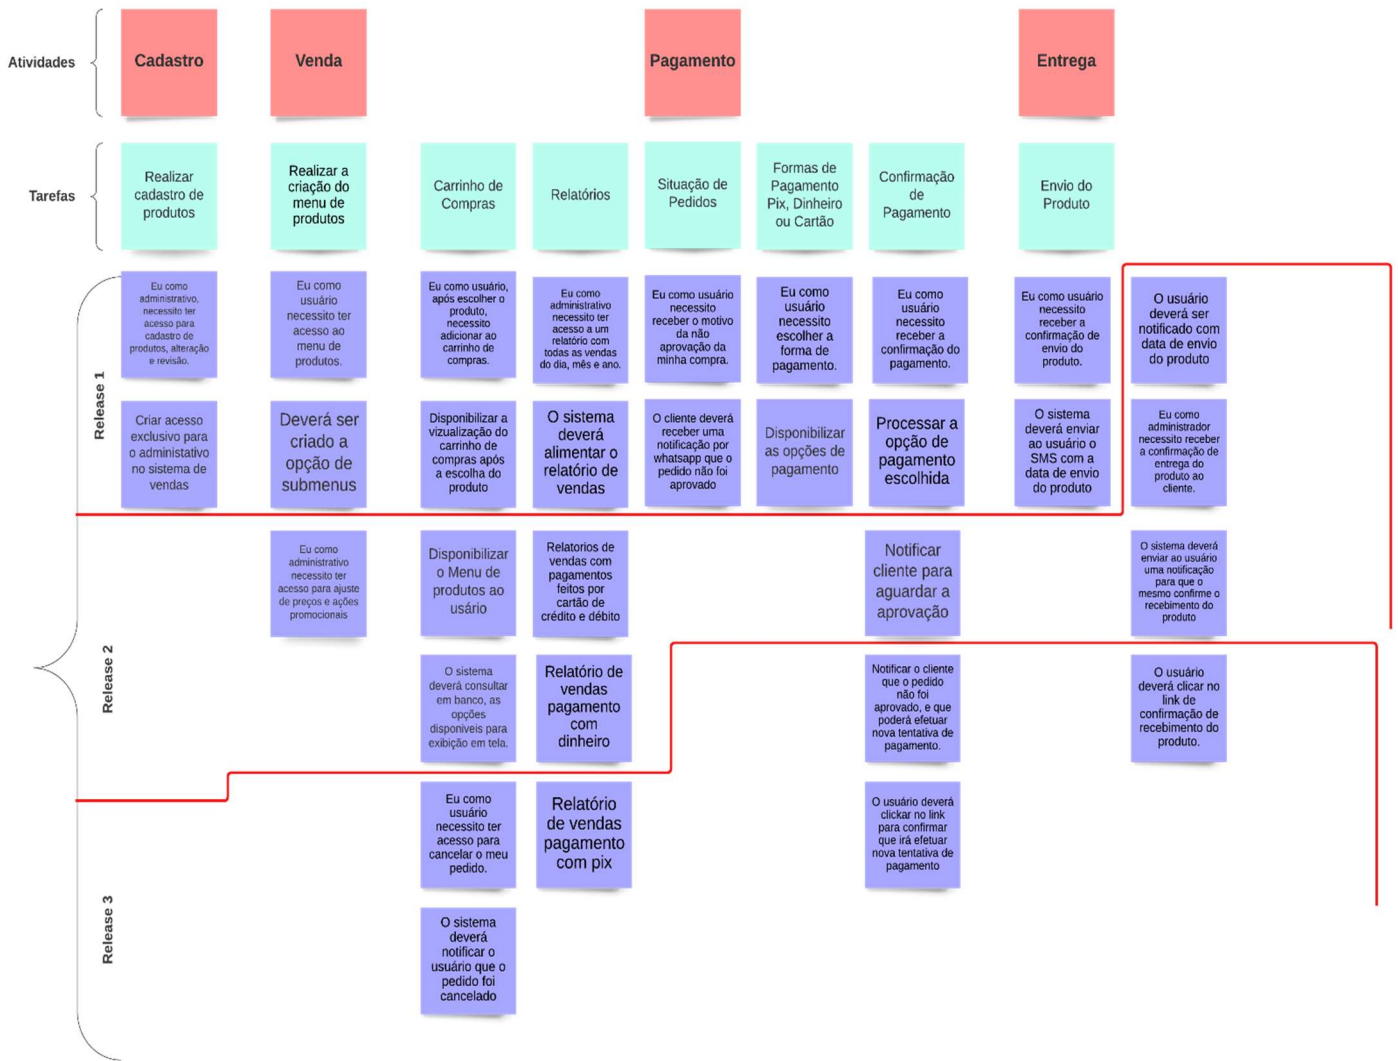 Atividades
Cadastro
Venda
Pagamento
Entrega
Tarefas
Realizar
cadastro de
produtos
Realizar a
criação do
menu de
produtos
Carrinho de
Compras
Relatórios
Situação de
Pedidos
Formas de
Pagamento
Pix, Dinheiro
ou Cartão
Confirmação
de
Pagamento
Envio do
Produto
Release 1
Eu como
administrativo,
necessito ter
acesso para
cadastro de
produtos, alteração
e revisão.
Eu como
usuário
necessito ter
acesso ao
menu de
produtos.
Eu como usuário,
após escolher o
produto,
necessito
adicionar ao
carrinho de
compras.
Eu como
administrativo
necessito ter
acesso a um
relatório com
todas as vendas
do dia, mês e ano.
Eu como usuário
necessito
receber o motivo
da não
aprovação da
minha compra.
Eu como
usuário
necessito
escolher a
forma de
pagamento.
Eu como
usuário
necessito
receber a
confirmação do
pagamento.
Eu como usuário
necessito
receber a
confirmação de
envio do
produto.
O usuário
deverá ser
notificado com
data de envio
do produto
Criar acesso
exclusivo para
o administativo
no sistema de
vendas
Deverá ser
criado a
opção de
submenus
Disponibilizar a
vizualização do
carrinho de
compras após
a escolha do
produto
O sistema
deverá
alimentar o
relatório de
vendas
O cliente deverá
receber uma
notificação por
whatsapp que o
pedido não foi
aprovado
Disponibilizar
as opções de
pagamento
Processar a
opção de
pagamento
escolhida
O sistema
deverá enviar
ao usuário o
SMS com a
data de envio
do produto
Eu como
administrador
necessito receber
a confirmação de
entrega do
produto ao
cliente.
Release 2
Eu como
administrativo
necessito ter
acesso para ajuste
de preços e ações
promocionais
Disponibilizar
o Menu de
produtos ao
usário
Relatorios de
vendas com
pagamentos
feitos por
cartão de
crédito e débito
Notificar
cliente para
aguardar a
aprovação
O sistema deverá
enviar ao usuário
uma notificação
para que o
mesmo confirme o
recebimento do
produto
O sistema
deverá consultar
em banco, as
opções
disponiveis para
exibição em tela.
Relatório de
vendas
pagamento
com
dinheiro
Notificar o cliente
que o pedido
não foi
aprovado, e que
poderá efetuar
nova tentativa de
pagamento.
O usuário
deverá clicar no
link de
confirmação de
recebimento do
produto.
Release 3
Eu como
usuário
necessito ter
acesso para
cancelar o meu
pedido.
Relatório
de vendas
pagamento
com pix
O usuário deverá
clickar no link
para confirmar
que irá efetuar
nova tentativa de
pagamento
O sistema
deverá
notificar o
usuário que o
pedido foi
cancelado